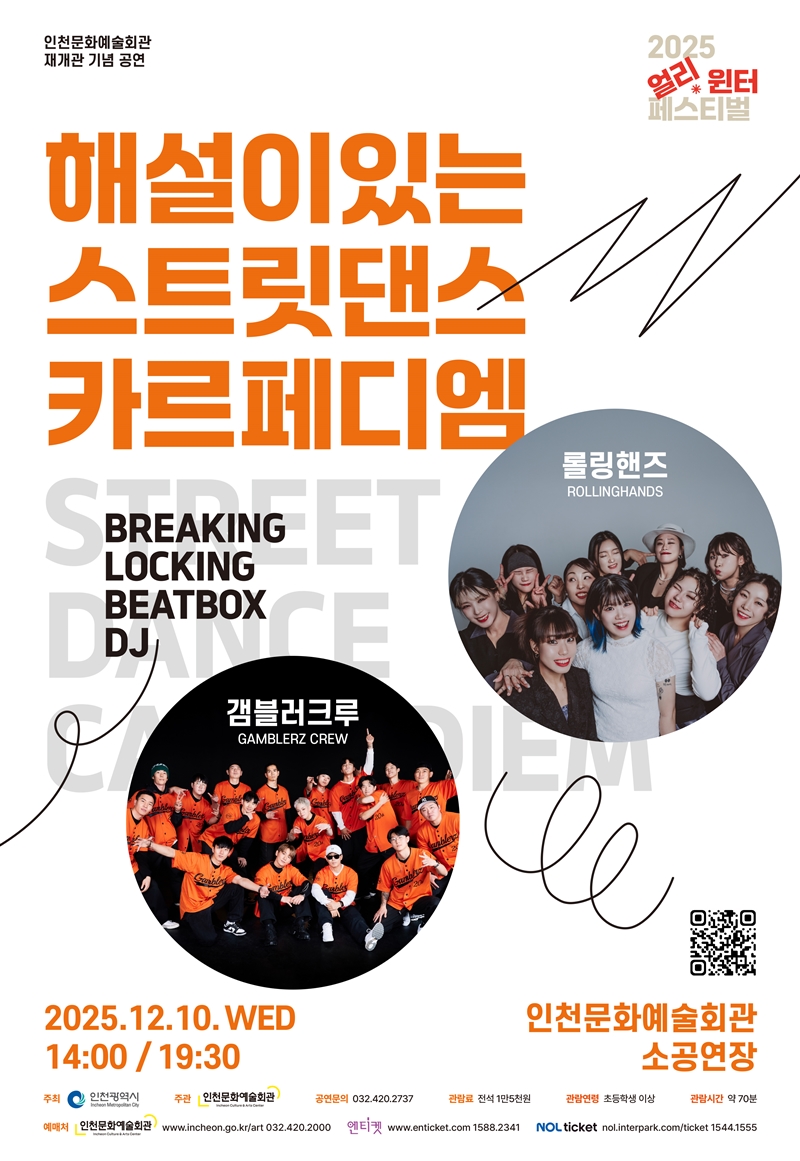 인천문화예술회관
재개관 기념 공연
2025
얼리 윈터
페스티벌
해설이있는
스트릿댄스
카르페디엠
STREET
DANCE
CARPEDIEM
BREAKING
LOCKING
BEATBOX
DJ
롤링핸즈
ROLLINGHANDS
갬블러크루
GAMBLERZ CREW
2025.12.10. WED
14:00 / 19:30
인천문화예술회관
소공연장
주최 인천광역시 Incheon Metropolitan City 주관 인천문화예술회관 Incheon Culture & Arts Center 공연문의 032.420.2737 관람료 전석 1만5천원 관람연령 초등학생 이상 관람시간 약 70분
예매처 인천문화예술회관 Incheon Culture & Arts Center www.incheon.go.kr/art 032.420.2000 엔티켓 www.enticket.com 1588.2341 NOL ticket nol.interpark.com/ticket 1544.1555